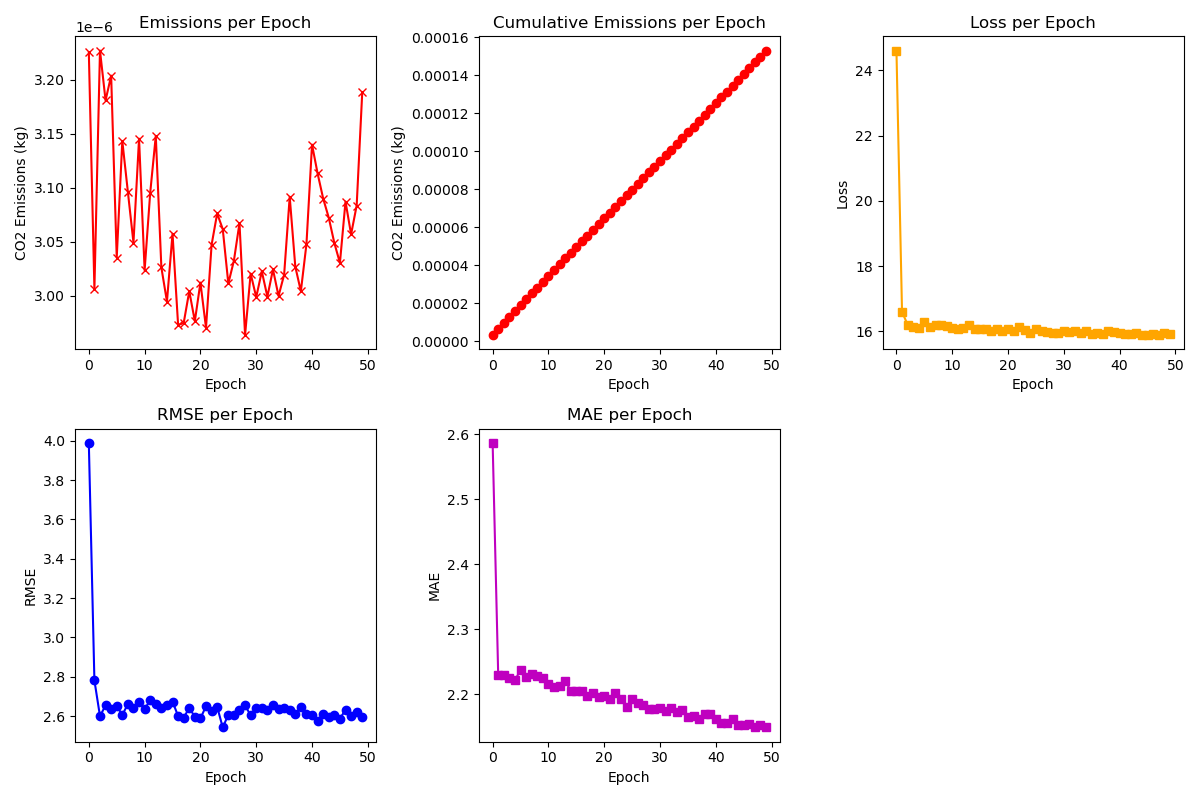 Emissions per Epoch
1e−6
3.20
3.15
3.10
3.05
3.00
CO2 Emissions (kg)
0 10 20 30 40 50
Epoch
Cumulative Emissions per Epoch
0.00016
0.00014
0.00012
0.00010
0.00008
0.00006
0.00004
0.00002
0.00000
CO2 Emissions (kg)
0 10 20 30 40 50
Epoch
Loss per Epoch
24
22
20
18
16
Loss
0 10 20 30 40 50
Epoch
RMSE per Epoch
4.0
3.8
3.6
3.4
3.2
3.0
2.8
2.6
RMSE
0 10 20 30 40 50
Epoch
MAE per Epoch
2.6
2.5
2.4
2.3
2.2
MAE
0 10 20 30 40 50
Epoch